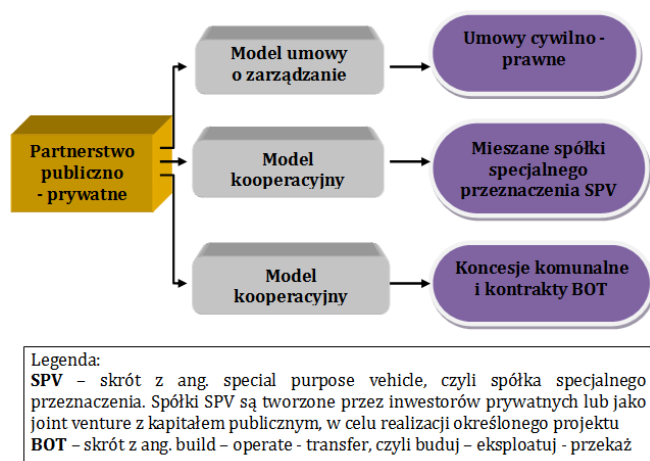 Partnerstwo
publiczno
- prywatne
Model umowy
o zarządzanie
Umowy cywilno -
prawne
Model
kooperacyjny
Mieszane spółki
specjalnego
przeznaczenia SPV
Model
kooperacyjny
Koncesje komunalne
i kontrakty BOT
Legenda:
SPV – skrót z ang. special purpose vehicle, czyli spółka specjalnego
przeznaczenia. Spółki SPV są tworzone przez inwestorów prywatnych lub jako
joint venture z kapitałem publicznym, w celu realizacji określonego projektu
BOT – skrót z ang. build – operate - transfer, czyli buduj – eksploatuj - przekaż